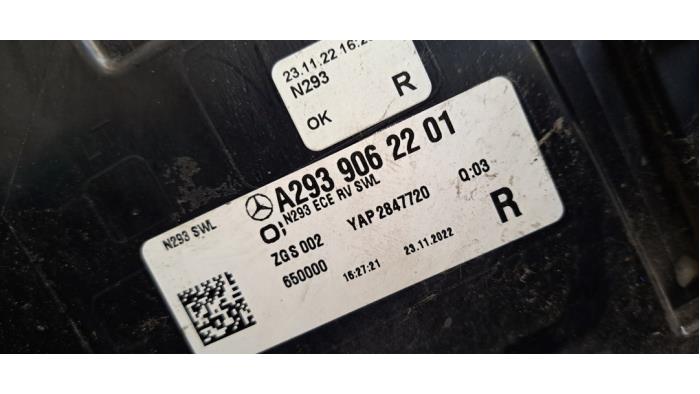 23.11.22 16:2
N293
OK R
A293 906 22 01
N293 SWL
N293 ECE RV SWL
ZGS 002 YAP 2847720 Q:03
650000 16:27:21 23.11.2022 R